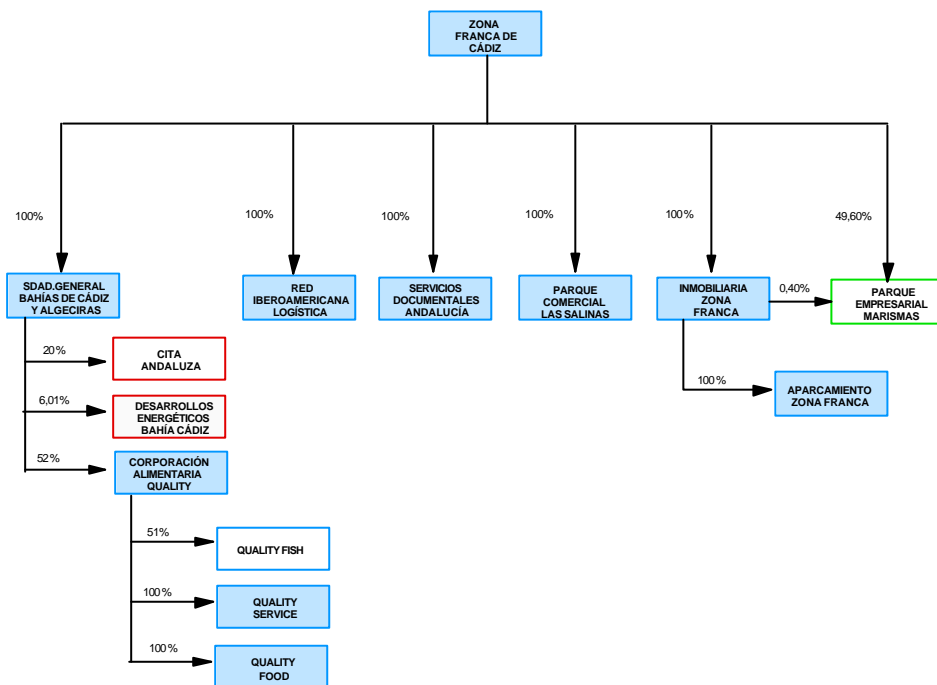 ZONA
FRANCA DE
CÁDIZ
100%
100%
100%
100%
100%
49,60%
SDAD.GENERAL
BAHÍAS DE CÁDIZ
Y ALGECIRAS
RED
IBEROAMERICANA
LOGÍSTICA
SERVICIOS
DOCUMENTALES
ANDALUCÍA
PARQUE
COMERCIAL
LAS SALINAS
INMOBILIARIA
ZONA
FRANCA
0,40%
PARQUE
EMPRESARIAL
MARISMAS
20%
CITA
ANDALUZA
100%
APARCAMIENTO
ZONA FRANCA
6,01%
DESARROLLOS
ENERGÉTICOS
BAHÍA CÁDIZ
52%
CORPORACIÓN
ALIMENTARIA
QUALITY
51%
QUALITY FISH
100%
QUALITY
SERVICE
100%
QUALITY
FOOD